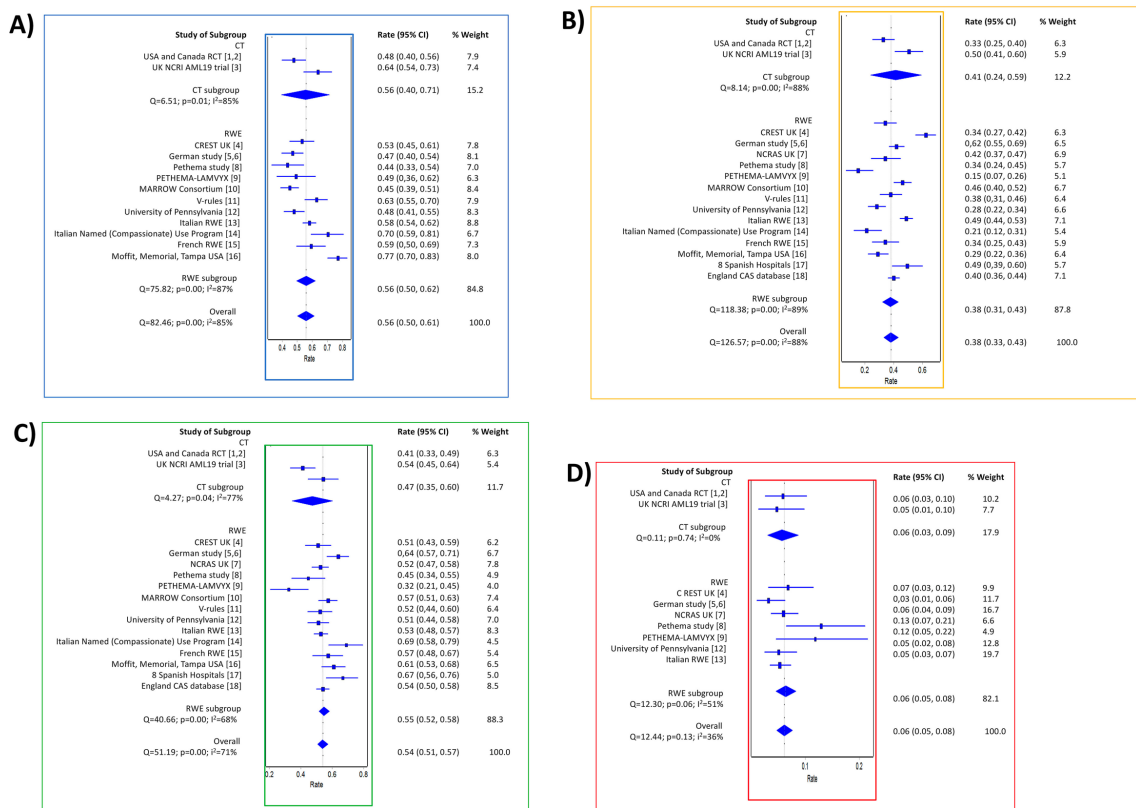 A)
Study of Subgroup Rate (95% CI) % Weight
CT
USA and Canada RCT [1,2] 0.48 (0.40, 0.56) 7.9
UK NCRI AML19 trial [3] 0.64 (0.54, 0.73) 7.4
CT subgroup 0.56 (0.40, 0.71) 15.2
Q=6.51; p=0.01; I²=85%
RWE
CREST UK [4] 0.53 (0.45, 0.61) 7.8
German study [5,6] 0.47 (0.40, 0.54) 8.1
Pethema study [8] 0.44 (0.33, 0.54) 7.0
PETHEMA-LAMVYX [9] 0.49 (0.36, 0.62) 6.3
MARROW Consortium [10] 0.45 (0.39, 0.51) 8.4
V-rules [11] 0.63 (0.55, 0.70) 7.9
University of Pennsylvania [12] 0.48 (0.41, 0.55) 8.3
Italian RWE [13] 0.58 (0.54, 0.62) 8.8
Italian Named (Compassionate) Use Program [14] 0.70 (0.59, 0.81) 6.7
French RWE [15] 0.59 (0.50, 0.69) 7.3
Moffit, Memorial, Tampa USA [16] 0.77 (0.70, 0.83) 8.0
RWE subgroup 0.56 (0.50, 0.62) 84.8
Q=75.82; p=0.00; I²=87%
Overall 0.56 (0.50, 0.61) 100.0
Q=82.46; p=0.00; i²=85%
0.4 0.5 0.6 0.7 0.8
Rate
B)
Study of Subgroup Rate (95% CI) % Weight
CT
USA and Canada RCT [1,2] 0.33 (0.25, 0.40) 6.3
UK NCRI AML19 trial [3] 0.50 (0.41, 0.60) 5.9
CT subgroup 0.41 (0.24, 0.59) 12.2
Q=8.14; p=0.00; I²=88%
RWE
CREST UK [4] 0.34 (0.27, 0.42) 6.3
German study [5,6] 0,62 (0.55, 0.69) 6.5
NCRAS UK [7] 0.42 (0.37, 0.47) 6.9
Pethema study [8] 0.34 (0.24, 0.45) 5.7
PETHEMA-LAMVYX [9] 0.15 (0.07, 0.26) 5.1
MARROW Consortium [10] 0.46 (0.40, 0.52) 6.7
V-rules [11] 0.38 (0.31, 0.46) 6.4
University of Pennsylvania [12] 0.28 (0.22, 0.34) 6.6
Italian RWE [13] 0.49 (0.44, 0.53) 7.1
Italian Named (Compassionate) Use Program [14] 0.21 (0.12, 0.31) 5.4
French RWE [15] 0.34 (0.25, 0.43) 5.9
Moffit, Memorial, Tampa USA [16] 0.29 (0.22, 0.36) 6.4
8 Spanish Hospitals [17] 0.49 (0,39, 0.60) 5.7
England CAS database [18] 0.40 (0.36, 0.44) 7.1
RWE subgroup 0.38 (0.31, 0.43) 87.8
Q=118.38; p=0.00; I²=89%
Overall 0.38 (0.33, 0.43) 100.0
Q=126.57; p=0.00; I²=88%
0.2 0.4 0.6
Rate
C)
Study of Subgroup Rate (95% CI) % Weight
CT
USA and Canada RCT [1,2] 0.41 (0.33, 0.49) 6.3
UK NCRI AML19 trial [3] 0.54 (0.45, 0.64) 5.4
CT subgroup 0.47 (0.35, 0.60) 11.7
Q=4.27; p=0.04; I²=77%
RWE
CREST UK [4] 0.51 (0.43, 0.59) 6.2
German study [5,6] 0,64 (0.57, 0.71) 6.7
NCRAS UK [7] 0.52 (0.47, 0.58) 7.8
Pethema study [8] 0.45 (0.34, 0.55) 4.9
PETHEMA-LAMVYX [9] 0.32 (0.21, 0.45) 4.0
MARROW Consortium [10] 0.57 (0.51, 0.63) 7.4
V-rules [11] 0.52 (0.44, 0.60) 6.4
University of Pennsylvania [12] 0.51 (0.44, 0.58) 7.0
Italian RWE [13] 0.53 (0.48, 0.57) 8.3
Italian Named (Compassionate) Use Program [14] 0.69 (0.58, 0.79) 4.5
French RWE [15] 0.57 (0.48, 0.67) 5.4
Moffit, Memorial, Tampa USA [16] 0.61 (0.53, 0.68) 6.5
8 Spanish Hospitals [17] 0.67 (0.56, 0.76) 5.0
England CAS database [18] 0.54 (0.50, 0.58) 8.5
RWE subgroup 0.55 (0.52, 0.58) 88.3
Q=40.66; p=0.00; I²=68%
Overall 0.54 (0.51, 0.57) 100.0
Q=51.19; p=0.00; I²=71%
0.2 0.4 0.6 0.8
Rate
D)
Study of Subgroup Rate (95% CI) % Weight
CT
USA and Canada RCT [1,2] 0.06 (0.03, 0.10) 10.2
UK NCRI AML19 trial [3] 0.05 (0.01, 0.10) 7.7
CT subgroup 0.06 (0.03, 0.09) 17.9
Q=0.11; p=0.74; I²=0%
RWE 0.07 (0.03, 0.12) 9.9
C REST UK [4] 0,03 (0.01, 0.06) 11.7
German study [5,6] 0.06 (0.04, 0.09) 16.7
NCRAS UK [7] 0.13 (0.07, 0.21) 6.6
Pethema study [8] 0.12 (0.05, 0.22) 4.9
PETHEMA-LAMVYX [9] 0.05 (0.02, 0.08) 12.8
University of Pennsylvania [12] 0.05 (0.03, 0.07) 19.7
Italian RWE [13]
RWE subgroup 0.06 (0.05, 0.08) 82.1
Q=12.30; p=0.06; I²=51%
Overall 0.06 (0.05, 0.08) 100.0
Q=12.44; p=0.13; I²=36%
0.1 0.2
Rate